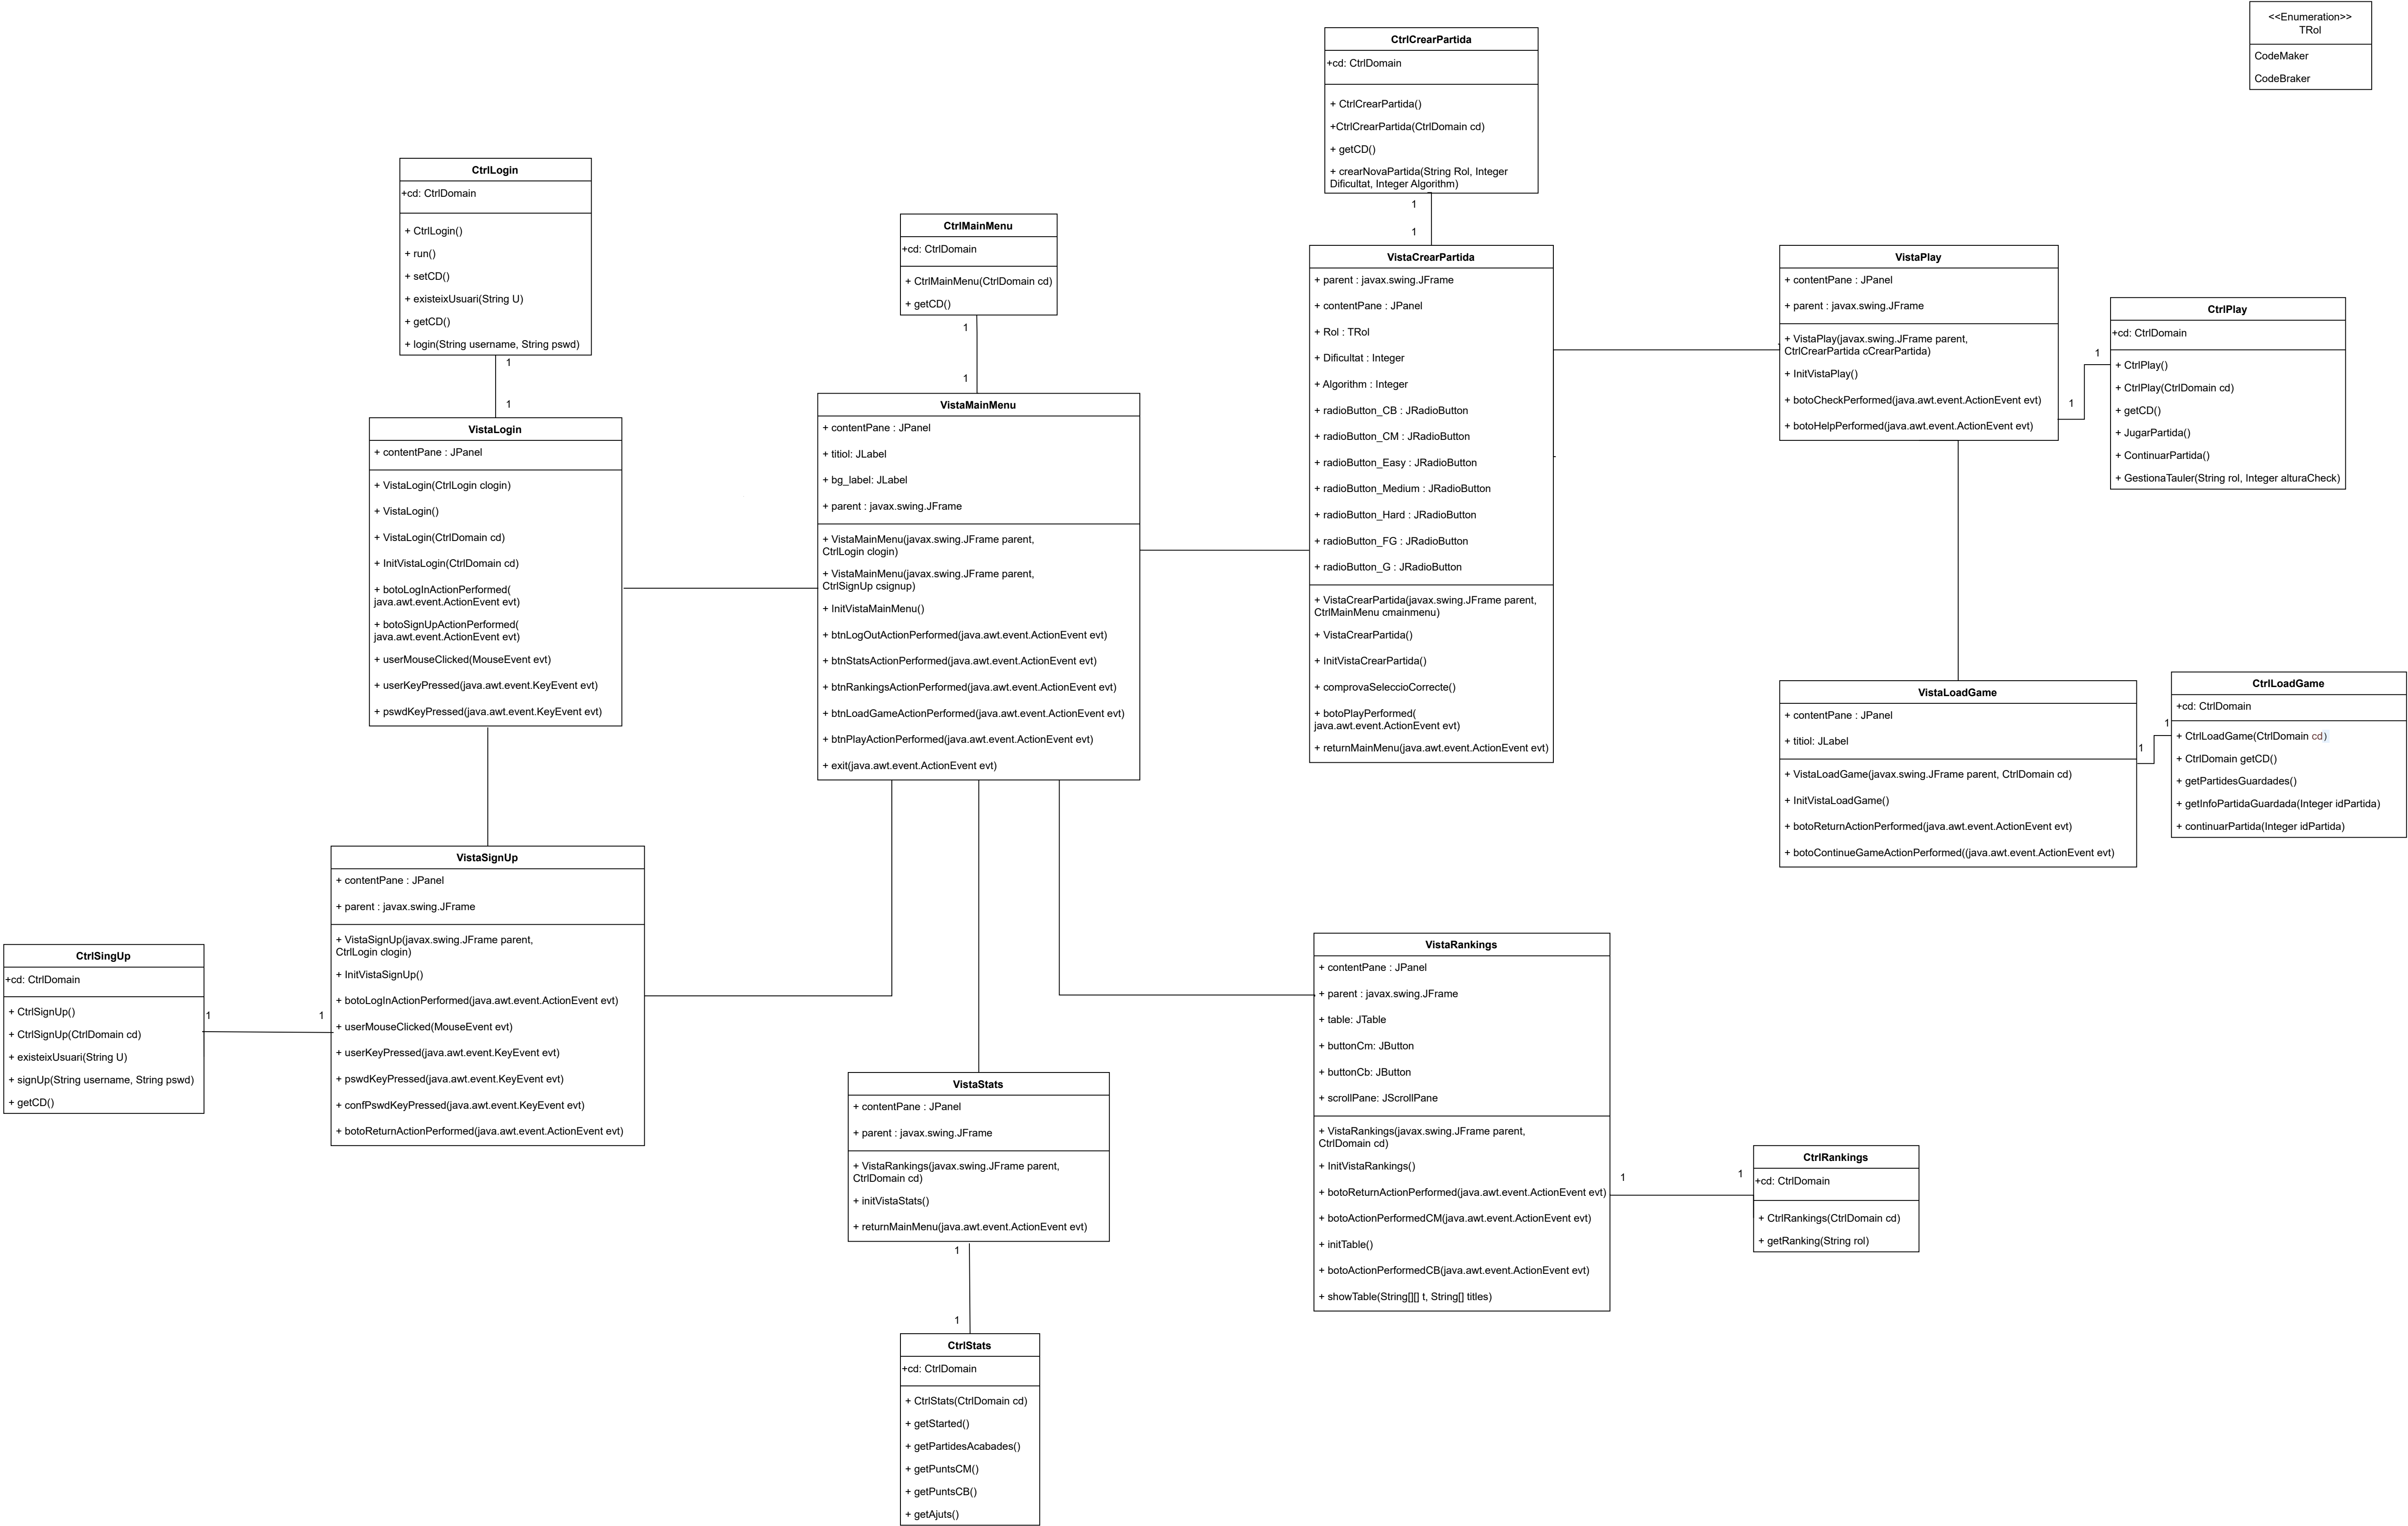 <<Enumeration>>
TRol
CodeMaker
CodeBraker
CtrlCrearPartida
+cd: CtrlDomain
+ CtrlCrearPartida()
+CtrlCrearPartida(CtrlDomain cd)
+ getCD()
+ crearNovaPartida(String Rol, Integer
Dificultat, Integer Algorithm)
1
1
CtrlLogin
+cd: CtrlDomain
+ CtrlLogin()
+ run()
+ setCD()
+ existeixUsuari(String U)
+ getCD()
+ login(String username, String pswd)
1
1
CtrlMainMenu
+cd: CtrlDomain
+ CtrlMainMenu(CtrlDomain cd)
+ getCD()
1
1
VistaCrearPartida
+ parent : javax.swing.JFrame
+ contentPane : JPanel
+ Rol : TRol
+ Dificultat : Integer
+ Algorithm : Integer
+ radioButton_CB : JRadioButton
+ radioButton_CM : JRadioButton
+ radioButton_Easy : JRadioButton
+ radioButton_Medium : JRadioButton
+ radioButton_Hard : JRadioButton
+ radioButton_FG : JRadioButton
+ radioButton_G : JRadioButton
+ VistaCrearPartida(javax.swing.JFrame parent,
CtrlMainMenu cmainmenu)
+ VistaCrearPartida()
+ InitVistaCrearPartida()
+ comprovaSeleccioCorrecte()
+ botoPlayPerformed(
java.awt.event.ActionEvent evt)
+ returnMainMenu(java.awt.event.ActionEvent evt)
VistaPlay
+ contentPane : JPanel
+ parent : javax.swing.JFrame
+ VistaPlay(javax.swing.JFrame parent,
CtrlCrearPartida cCrearPartida)
+ InitVistaPlay()
+ botoCheckPerformed(java.awt.event.ActionEvent evt)
+ botoHelpPerformed(java.awt.event.ActionEvent evt)
1
1
CtrlPlay
+cd: CtrlDomain
+ CtrlPlay()
+ CtrlPlay(CtrlDomain cd)
+ getCD()
+ JugarPartida()
+ ContinuarPartida()
+ GestionaTauler(String rol, Integer alturaCheck)
VistaLogin
+ contentPane : JPanel
+ VistaLogin(CtrlLogin clogin)
+ VistaLogin()
+ VistaLogin(CtrlDomain cd)
+ InitVistaLogin(CtrlDomain cd)
+ botoLogInActionPerformed(
java.awt.event.ActionEvent evt)
+ botoSignUpActionPerformed(
java.awt.event.ActionEvent evt)
+ userMouseClicked(MouseEvent evt)
+ userKeyPressed(java.awt.event.KeyEvent evt)
+ pswdKeyPressed(java.awt.event.KeyEvent evt)
VistaMainMenu
+ contentPane : JPanel
+ titiol: JLabel
+ bg_label: JLabel
+ parent : javax.swing.JFrame
+ VistaMainMenu(javax.swing.JFrame parent,
CtrlLogin clogin)
+ VistaMainMenu(javax.swing.JFrame parent,
CtrlSignUp csignup)
+ InitVistaMainMenu()
+ btnLogOutActionPerformed(java.awt.event.ActionEvent evt)
+ btnStatsActionPerformed(java.awt.event.ActionEvent evt)
+ btnRankingsActionPerformed(java.awt.event.ActionEvent evt)
+ btnLoadGameActionPerformed(java.awt.event.ActionEvent evt)
+ btnPlayActionPerformed(java.awt.event.ActionEvent evt)
+ exit(java.awt.event.ActionEvent evt)
VistaLoadGame
+ contentPane : JPanel
+ titiol: JLabel
+ VistaLoadGame(javax.swing.JFrame parent, CtrlDomain cd)
+ InitVistaLoadGame()
+ botoReturnActionPerformed(java.awt.event.ActionEvent evt)
+ botoContinueGameActionPerformed((java.awt.event.ActionEvent evt)
1
1
CtrlLoadGame
+cd: CtrlDomain
+ CtrlLoadGame(CtrlDomain cd)
+ CtrlDomain getCD()
+ getPartidesGuardades()
+ getInfoPartidaGuardada(Integer idPartida)
+ continuarPartida(Integer idPartida)
VistaSignUp
+ contentPane : JPanel
+ parent : javax.swing.JFrame
+ VistaSignUp(javax.swing.JFrame parent,
CtrlLogin clogin)
+ InitVistaSignUp()
+ botoLogInActionPerformed(java.awt.event.ActionEvent evt)
+ userMouseClicked(MouseEvent evt)
+ userKeyPressed(java.awt.event.KeyEvent evt)
+ pswdKeyPressed(java.awt.event.KeyEvent evt)
+ confPswdKeyPressed(java.awt.event.KeyEvent evt)
+ botoReturnActionPerformed(java.awt.event.ActionEvent evt)
CtrlSingUp
+cd: CtrlDomain
+ CtrlSignUp()
+ CtrlSignUp(CtrlDomain cd)
+ existeixUsuari(String U)
+ signUp(String username, String pswd)
+ getCD()
1
1
VistaRankings
+ contentPane : JPanel
+ parent : javax.swing.JFrame
+ table: JTable
+ buttonCm: JButton
+ buttonCb: JButton
+ scrollPane: JScrollPane
+ VistaRankings(javax.swing.JFrame parent,
CtrlDomain cd)
+ InitVistaRankings()
+ botoReturnActionPerformed(java.awt.event.ActionEvent evt)
+ botoActionPerformedCM(java.awt.event.ActionEvent evt)
+ initTable()
+ botoActionPerformedCB(java.awt.event.ActionEvent evt)
+ showTable(String[][] t, String[] titles)
1
1
CtrlRankings
+cd: CtrlDomain
+ CtrlRankings(CtrlDomain cd)
+ getRanking(String rol)
VistaStats
+ contentPane : JPanel
+ parent : javax.swing.JFrame
+ VistaRankings(javax.swing.JFrame parent,
CtrlDomain cd)
+ initVistaStats()
+ returnMainMenu(java.awt.event.ActionEvent evt)
1
1
CtrlStats
+cd: CtrlDomain
+ CtrlStats(CtrlDomain cd)
+ getStarted()
+ getPartidesAcabades()
+ getPuntsCM()
+ getPuntsCB()
+ getAjuts()